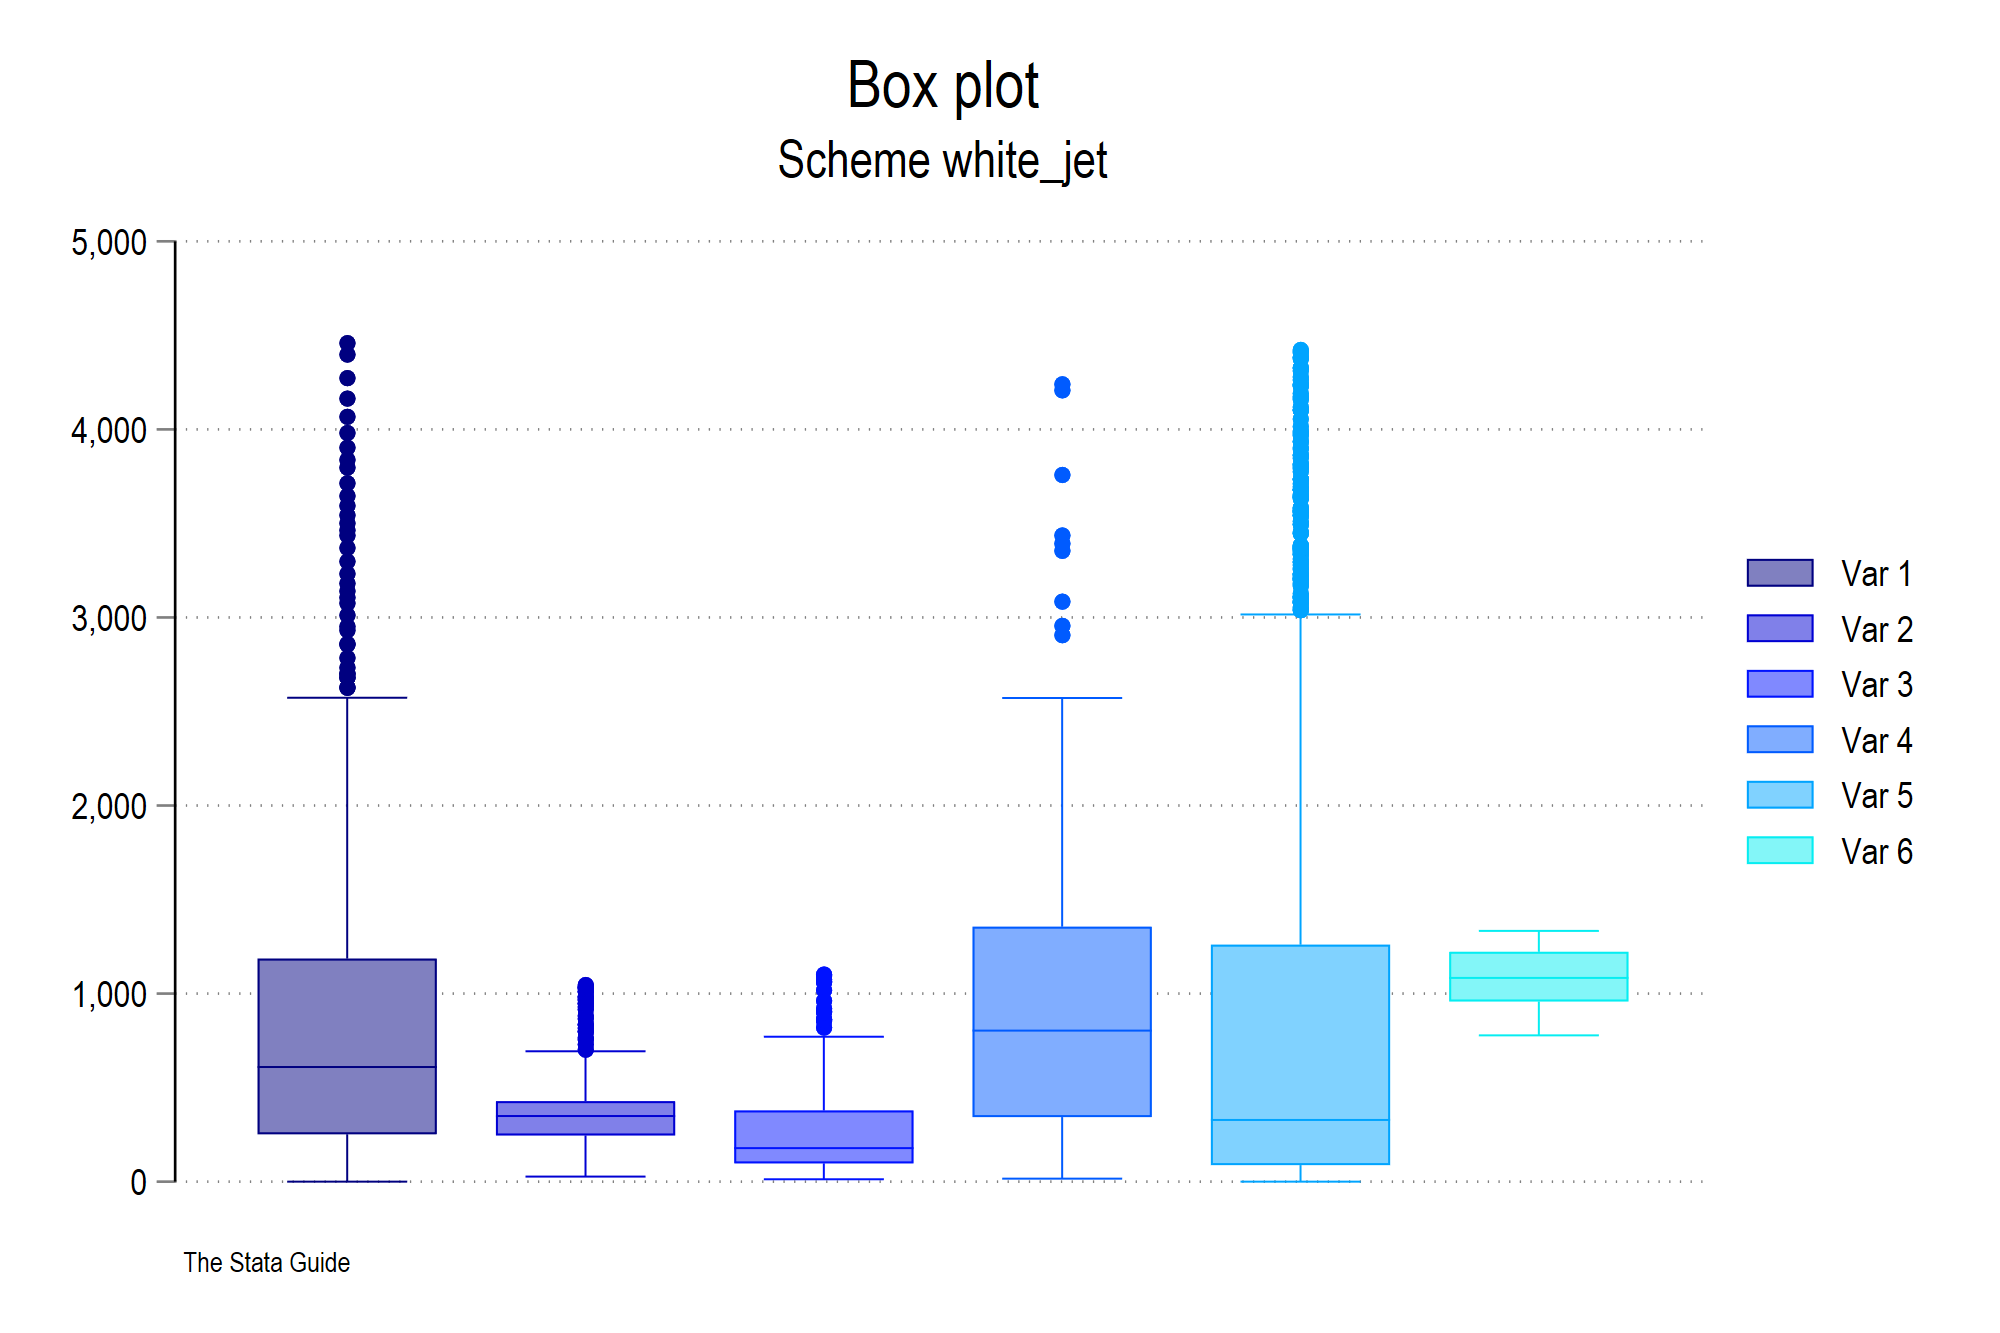 Box plot
Scheme white_jet
5,000
4,000
3,000
2,000
1,000
0
Var 1
Var 2
Var 3
Var 4
Var 5
Var 6
The Stata Guide